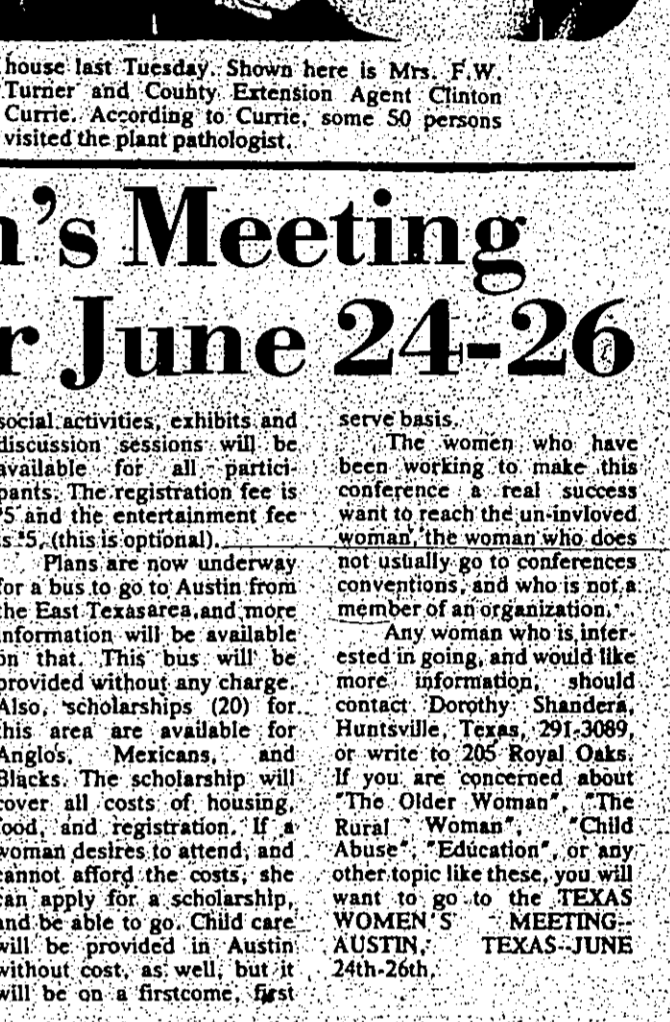 house last Tuesday. Shown here is Mrs. F.W.
Turner and County Extension Agent Clinton
Currie. According to Currie, some 50 persons
visited the plant pathologist.
n's Meeting
r June 24-26
social activities, exhibits and
discussion sessions will be
available for all partici-
pants. The registration fee is
$5 and the entertainment fee
is $5, (this is optional).
Plans are now underway
for a bus to go to Austin from
the East Texas area, and more
information will be available
on that. This bus will be
provided without any charge.
Also, scholarships (20) for
this area are available for
Anglo's, Mexicans, and
Blacks. The scholarship will
cover all costs of housing,
food, and registration. If a
woman desires to attend, and
cannot afford the costs, she
can apply for a scholarship,
and be able to go. Child care
will be provided in Austin
without cost, as well, but it
will be on a firstcome, first
serve basis.
The women who have
been working to make this
conference a real success
want to reach the un-invloved
woman, the woman who does
not usually go to conferences
conventions, and who is not a
member of an organization.
Any woman who is inter-
ested in going, and would like
more information, should
contact Dorothy Shandera,
Huntsville, Texas, 291-3089,
or write to 205 Royal Oaks.
If you are concerned about
"The Older Woman", "The
Rural Woman", "Child
Abuse", "Education", or any
other topic like these, you will
want to go to the TEXAS
WOMEN'S MEETING--
AUSTIN, TEXAS--JUNE
24th-26th.